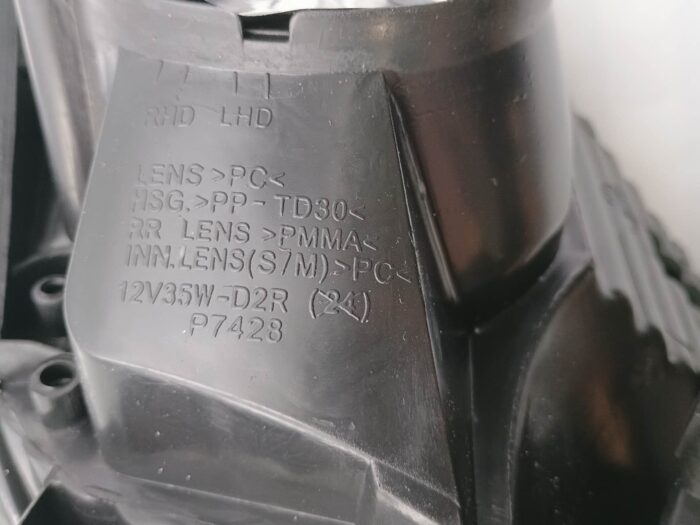 RHD LHD
LENS >PC<
HSG.>PP-TD30<
RR LENS >PMMA<
INN.LENS(S7M)>PC<
12V35W-D2R (24)
P7428